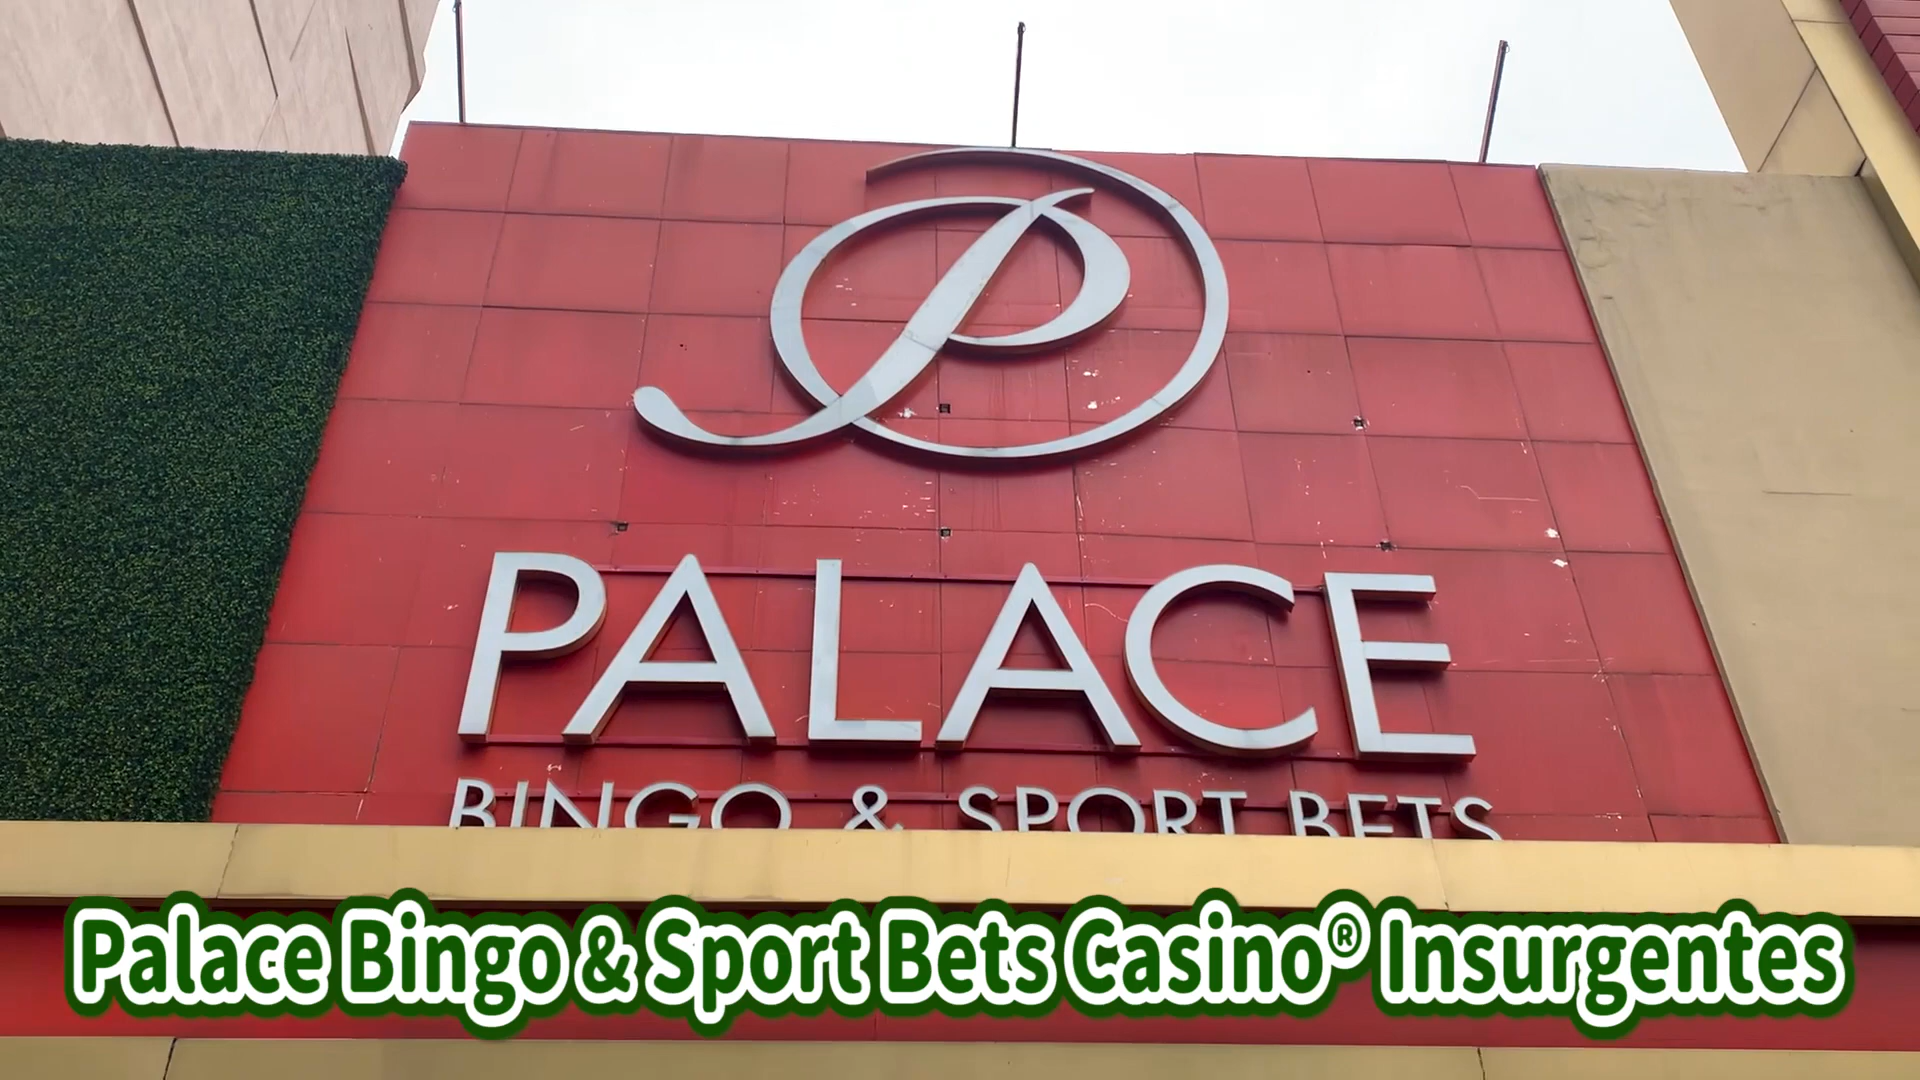 P
PALACE
BINGO & SPORT BETS
Palace Bingo & Sport Bets Casino® Insurgentes